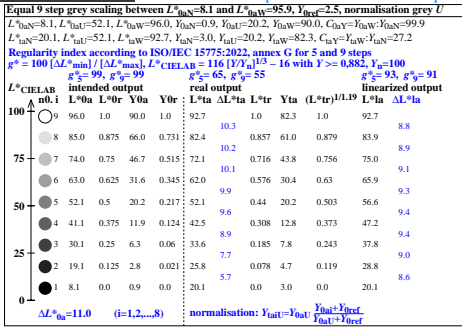 Equal 9 step grey scaling between L*0aN=8.1 and L*0aW=95.9, Y0ref=2.5, normalisation grey U
L*0aN=8.1, L*0aU=52.1, L*0aW=96.0, Y0aN=0.9, Y0aU=20.2, Y0aW=90.0, C0aY=Y0aW:Y0aN=99.9
L*taN=20.1, L*taU=52.1, L*taW=92.7, YtaN=3.0, YtaU=20.2, YtaW=82.3, CtaY=YtaW:YtaN=27.2
Regularity index according to ISO/IEC 15775:2022, annex G for 5 and 9 steps
g* = 100 [ΔL*min] / [ΔL*max], L*CIELAB = 116 [Y/Yn]1/3 − 16 with Y >= 0,882, Yn=100
g*5= 99, g*9= 99 g*5= 65, g*9= 55 g*5= 93, g*9= 91
L*CIELAB intended output real output linearized output
n0. i L*0a L*0r Y0a Y0r L*ta ΔL*ta L*tr Yta (L*tr)1/1.19 L*la ΔL*la
9 96.0 1.0 90.0 1.0 92.7 1.0 82.3 1.0 92.7
100
10.3 8.8
8 85.0 0.875 66.0 0.731 82.4 0.857 61.0 0.879 83.9
10.2 8.9
75
7 74.0 0.75 46.7 0.515 72.1 0.716 43.8 0.756 75.0
10.1 9.1
6 63.0 0.625 31.6 0.345 62.0 0.576 30.4 0.63 65.9
9.9 9.3
5 52.1 0.5 20.2 0.217 52.1 0.44 20.2 0.503 56.6
50
9.6 9.4
4 41.1 0.375 11.9 0.124 42.5 0.308 12.8 0.373 47.2
8.9 9.4
3 30.1 0.25 6.3 0.06 33.6 0.185 7.8 0.243 37.8
25
7.7 9.0
2 19.1 0.125 2.8 0.021 25.8 0.078 4.7 0.119 28.8
5.7 8.6
1 8.1 0.0 0.9 0.0 20.1 0.0 3.0 0.0 20.1
0
ΔL*0a=11.0 (i=1,2,...,8) normalisation: YtaiU=Y0aU Y0ai+Y0ref
Y0aU+Y0ref